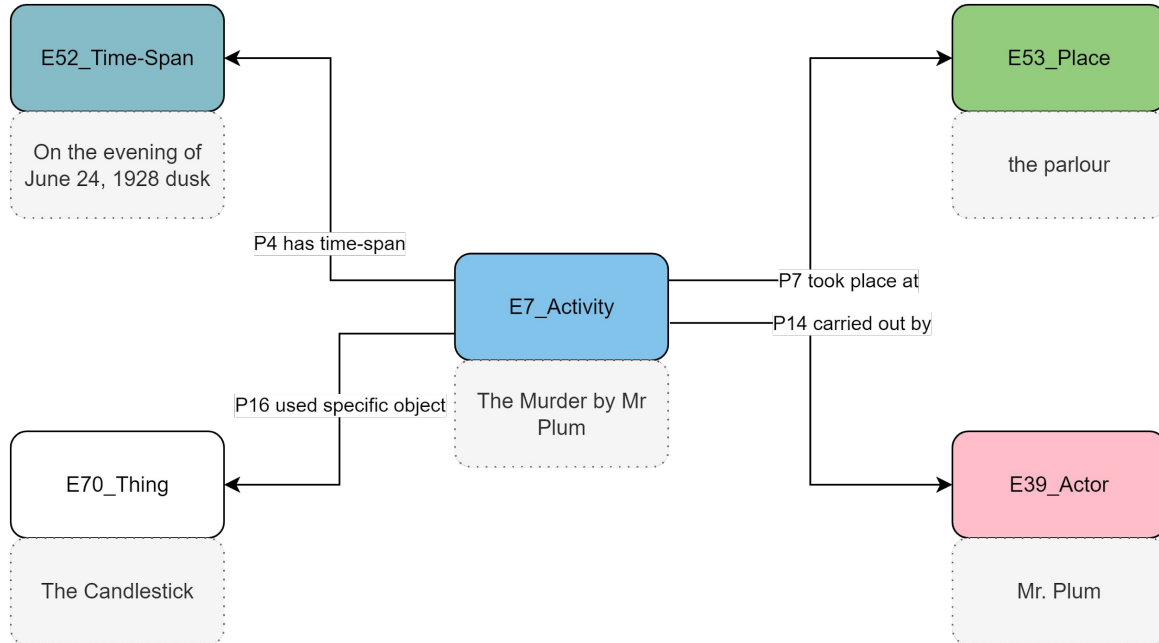 E52_Time-Span
E53_Place
On the evening of
June 24, 1928 dusk
the parlour
P4 has time-span
P7 took place at
E7_Activity
P14 carried out by
P16 used specific object
The Murder by Mr
Plum
E70_Thing
E39_Actor
The Candlestick
Mr. Plum